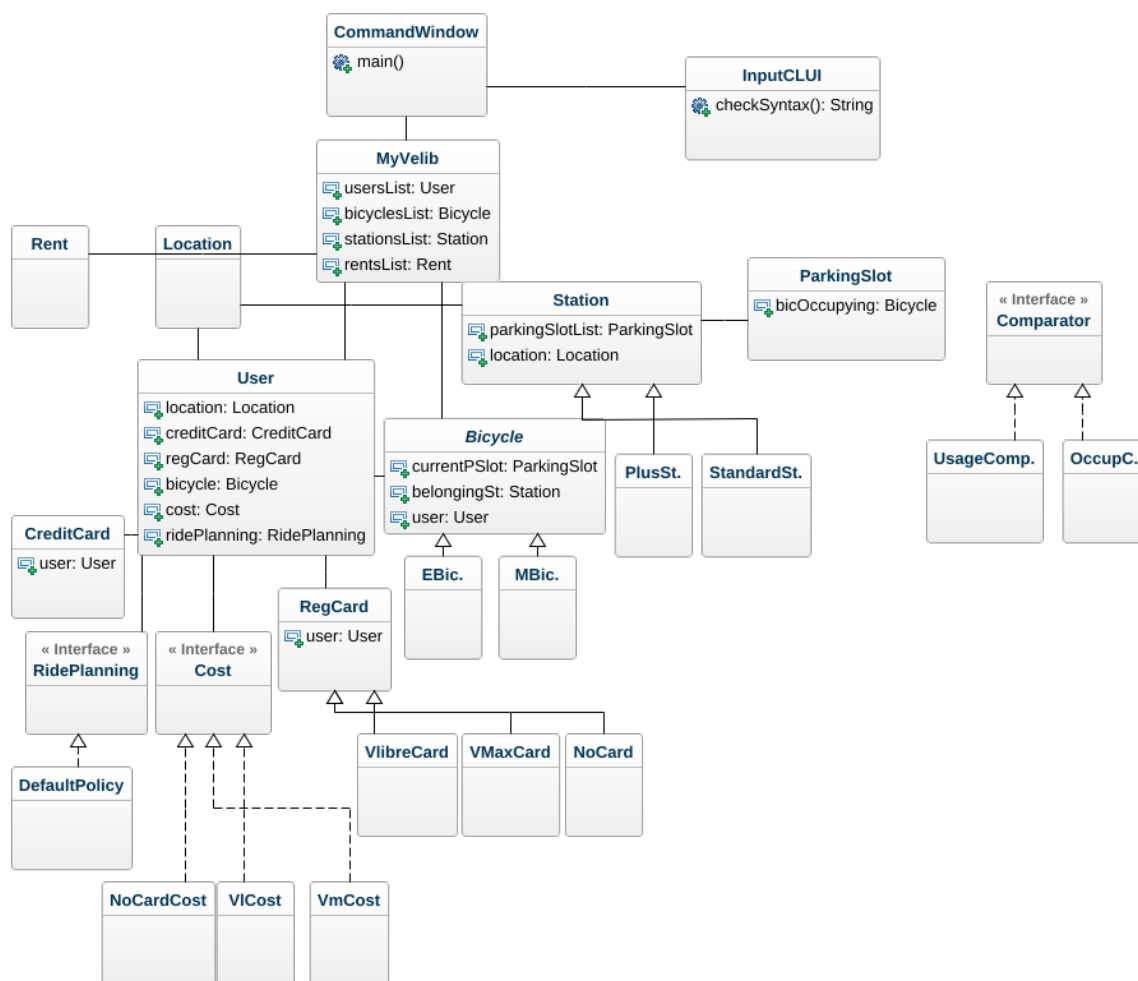 CommandWindow
main()
InputCLUI
checkSyntax(): String
MyVelib
usersList: User
bicyclesList: Bicycle
stationsList: Station
rentsList: Rent
Rent
Location
Station
parkingSlotList: ParkingSlot
location: Location
ParkingSlot
bicOccupying: Bicycle
« Interface »
Comparator
User
location: Location
creditCard: CreditCard
regCard: RegCard
bicycle: Bicycle
cost: Cost
ridePlanning: RidePlanning
Bicycle
currentPSlot: ParkingSlot
belongingSt: Station
user: User
PlusSt.
StandardSt.
UsageComp.
OccupC.
CreditCard
user: User
EBic.
MBic.
RegCard
user: User
« Interface »
RidePlanning
« Interface »
Cost
VlibreCard
VMaxCard
NoCard
DefaultPolicy
NoCardCost
VlCost
VmCost